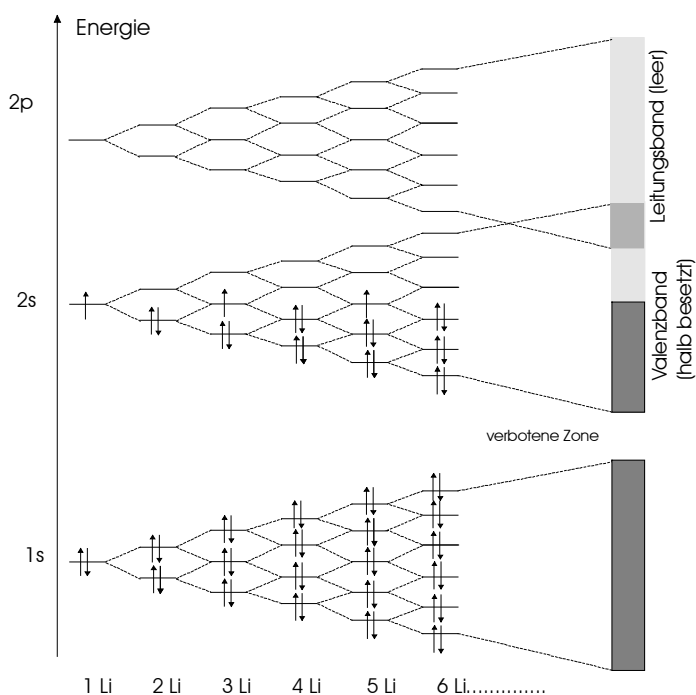 Energie
2p
2s
1s
Leitungsband (leer)
Valenzband
(halb besetzt)
verbotene Zone
1 Li
2 Li
3 Li
4 Li
5 Li
6 Li..............